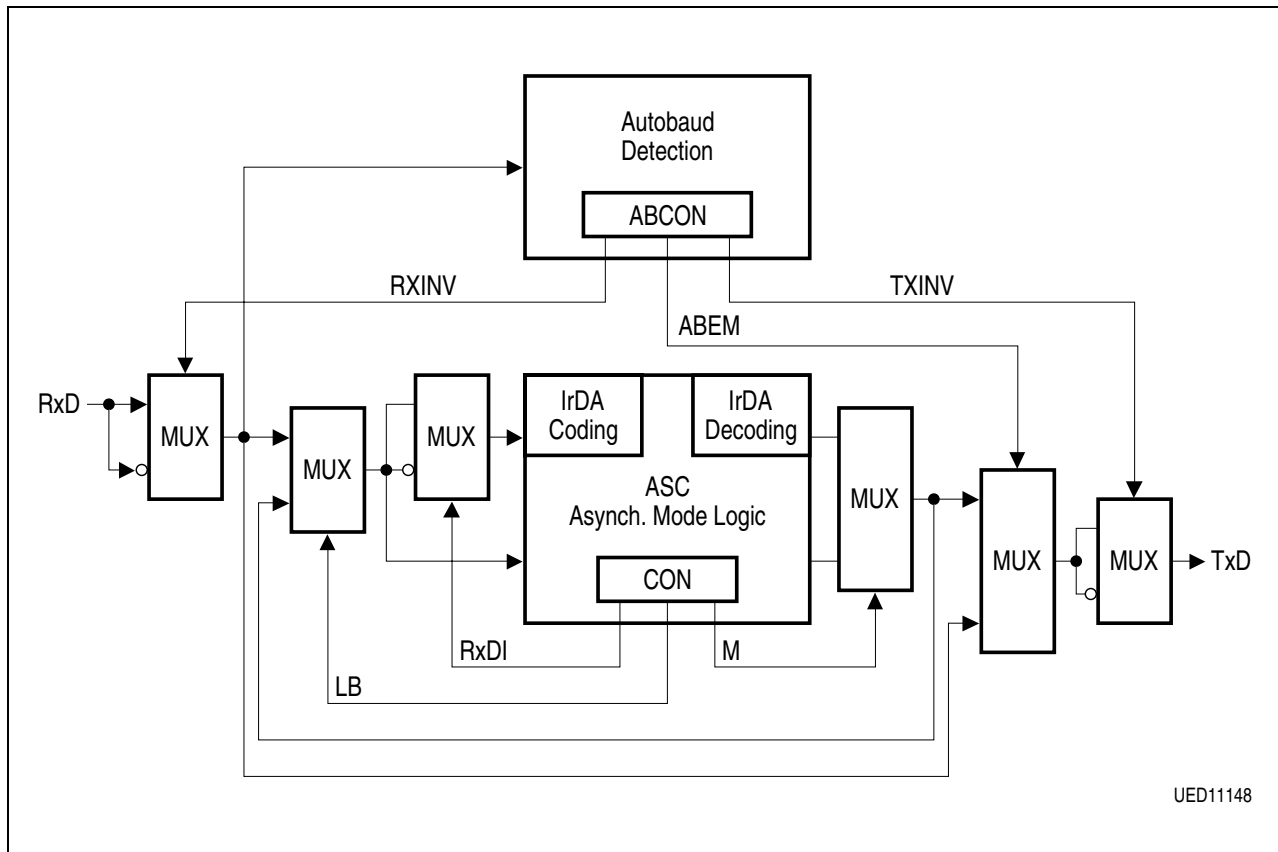 Autobaud
Detection
ABCON
RXINV
TXINV
ABEM
RxD
MUX
MUX
MUX
IrDA
Coding
IrDA
Decoding
ASC
Asynch. Mode Logic
CON
MUX
MUX
MUX
TxD
RxDI
M
LB
UED11148